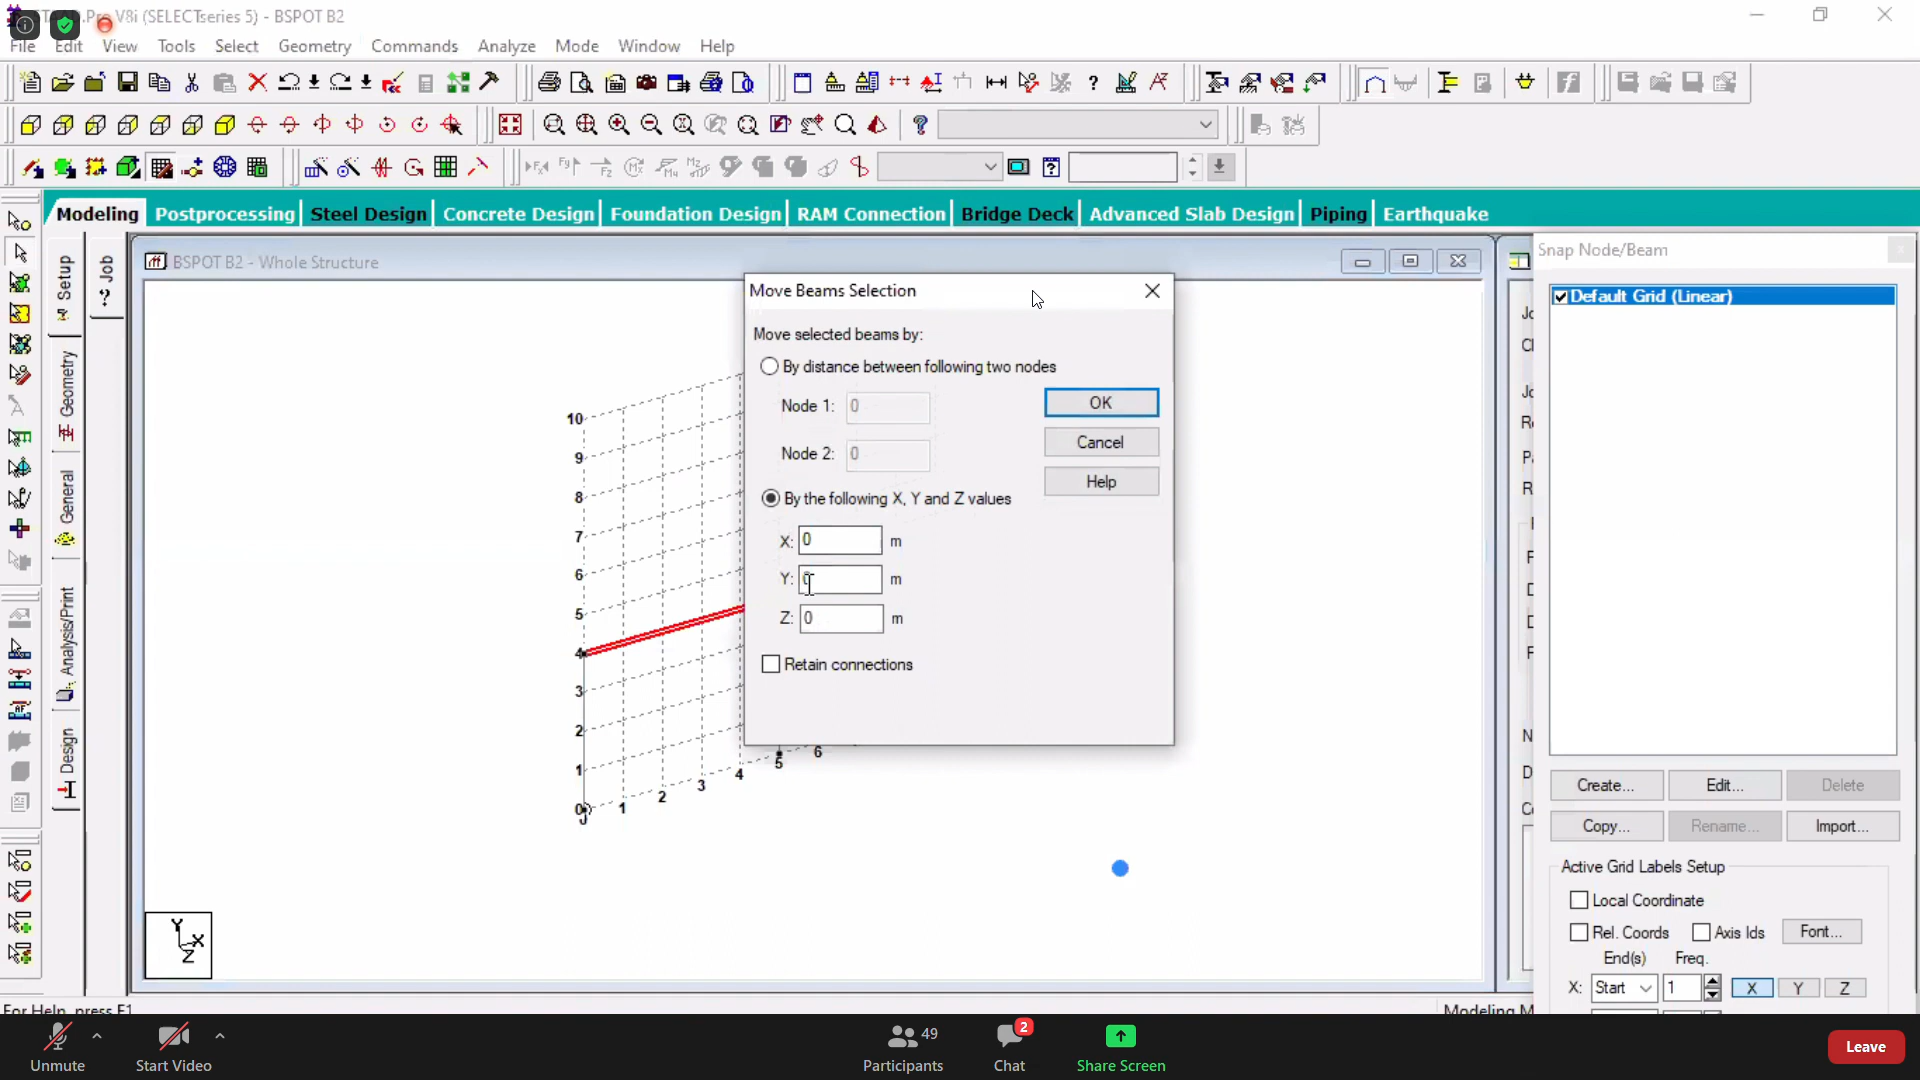 Pro V8i (SELECTseries 5) - BSPOT B2
File Edit View Tools Select Geometry Commands Analyze Mode Window Help
Modeling Postprocessing Steel Design Concrete Design Foundation Design RAM Connection Bridge Deck Advanced Slab Design Piping Earthquake
Setup
Geometry
General
Analysis/Print
Design
Job
BSPOT B2 - Whole Structure
Move Beams Selection
Move selected beams by:
By distance between following two nodes
Node 1: 0
OK
Cancel
Node 2: 0
Help
By the following X, Y and Z values
X: 0 m
Y: 0 m
Z: 0 m
Retain connections
10
9
8
7
6
5
4
3
2
1
0
1 2 3 4 5 6
Y
X
Z
Snap Node/Beam
Default Grid (Linear)
Create... Edit... Delete
Copy... Rename... Import...
Active Grid Labels Setup
Local Coordinate
Rel. Coords Axis Ids Font...
End(s) Freq.
X: Start 1 X Y Z
For Help, press F1
Modeling M
Unmute
Start Video
49
Participants
2
Chat
Share Screen
Leave